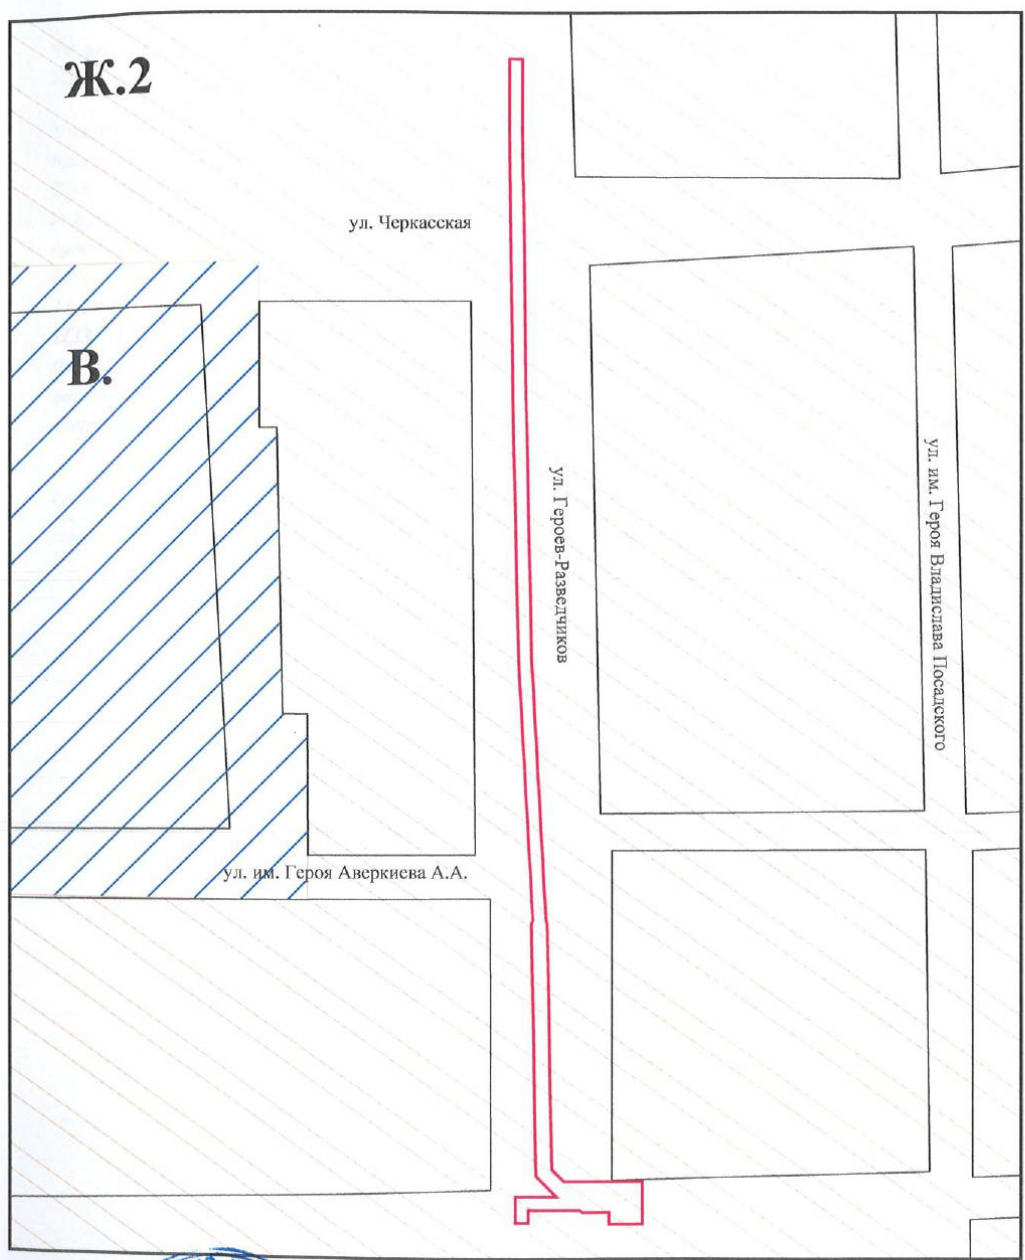 Ж.2
ул. Черкасская
В.
ул. Героев-Разведчиков
ул. им. Героя Владислава Посадского
ул. им. Героя Аверкиева А.А.